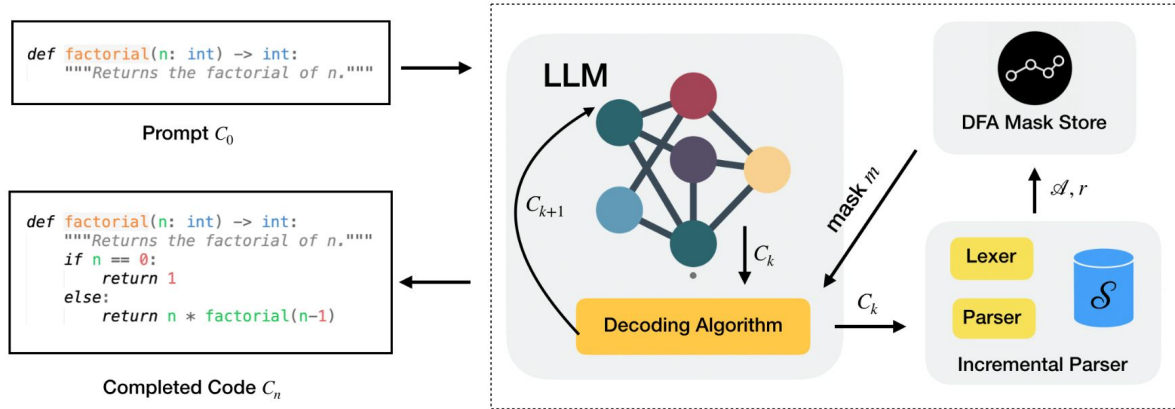 def factorial(n: int) -> int:
"""Returns the factorial of n."""
Prompt C₀
def factorial(n: int) -> int:
"""Returns the factorial of n."""
if n == 0:
return 1
else:
return n * factorial(n-1)
Completed Code Cₙ
LLM
Cₖ₊₁
Cₖ
Decoding Algorithm
mask m
Cₖ
DFA Mask Store
𝒜, r
Lexer
Parser
𝒮
Incremental Parser